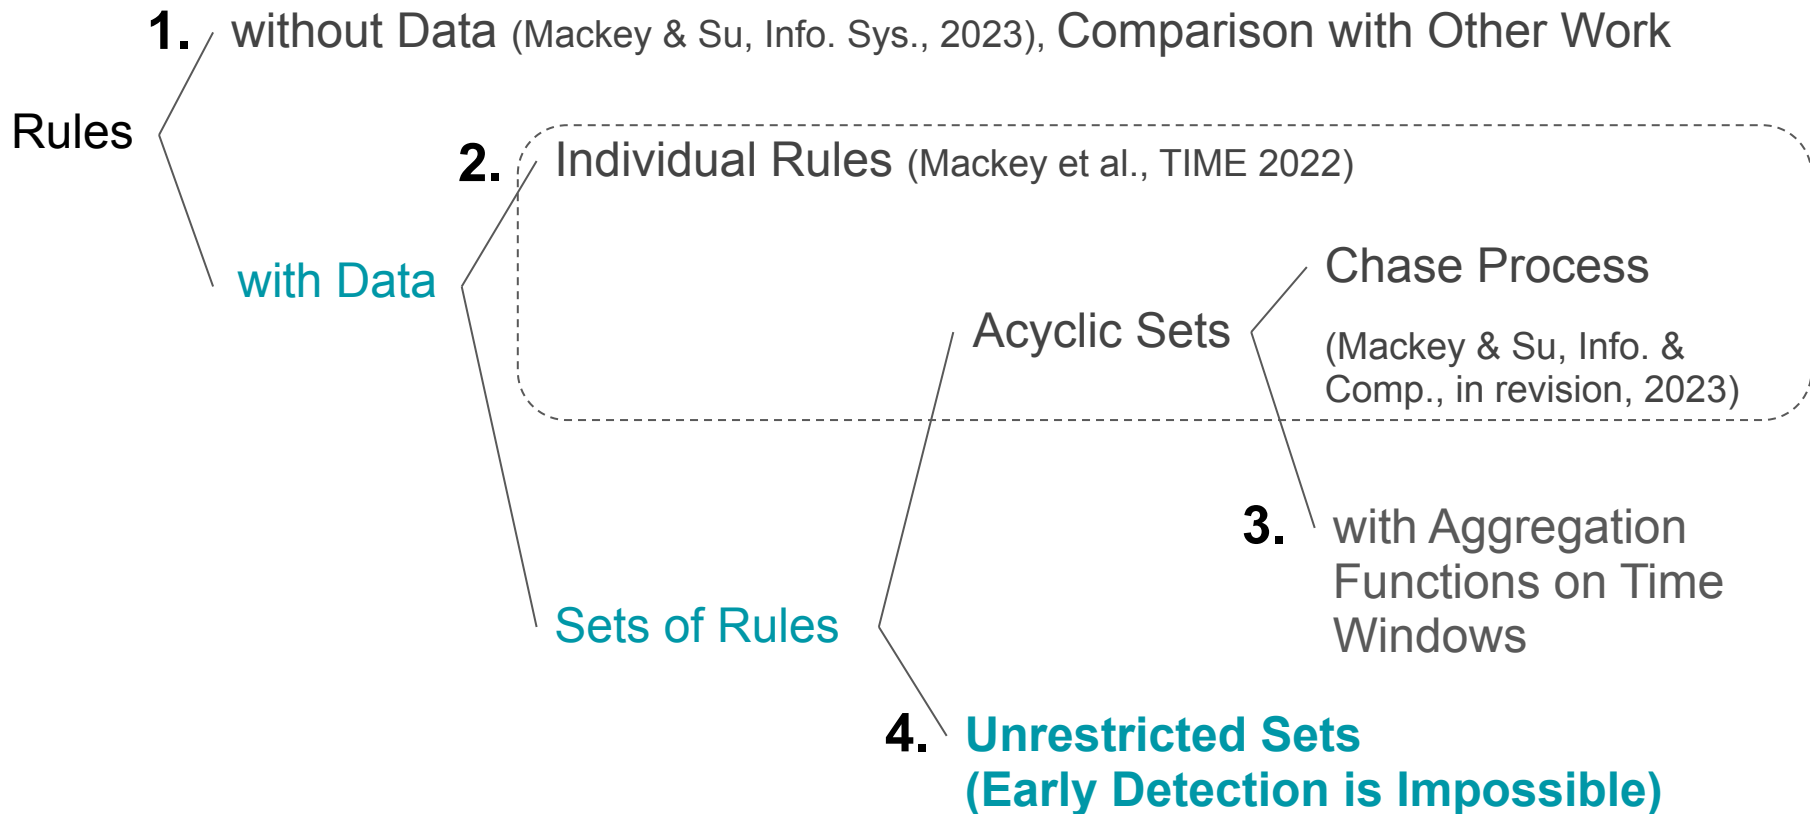 1. without Data (Mackey & Su, Info. Sys., 2023), Comparison with Other Work
Rules
2. Individual Rules (Mackey et al., TIME 2022)
with Data
Chase Process
Acyclic Sets
(Mackey & Su, Info. &
Comp., in revision, 2023)
3. with Aggregation
Functions on Time
Windows
Sets of Rules
4. Unrestricted Sets
(Early Detection is Impossible)